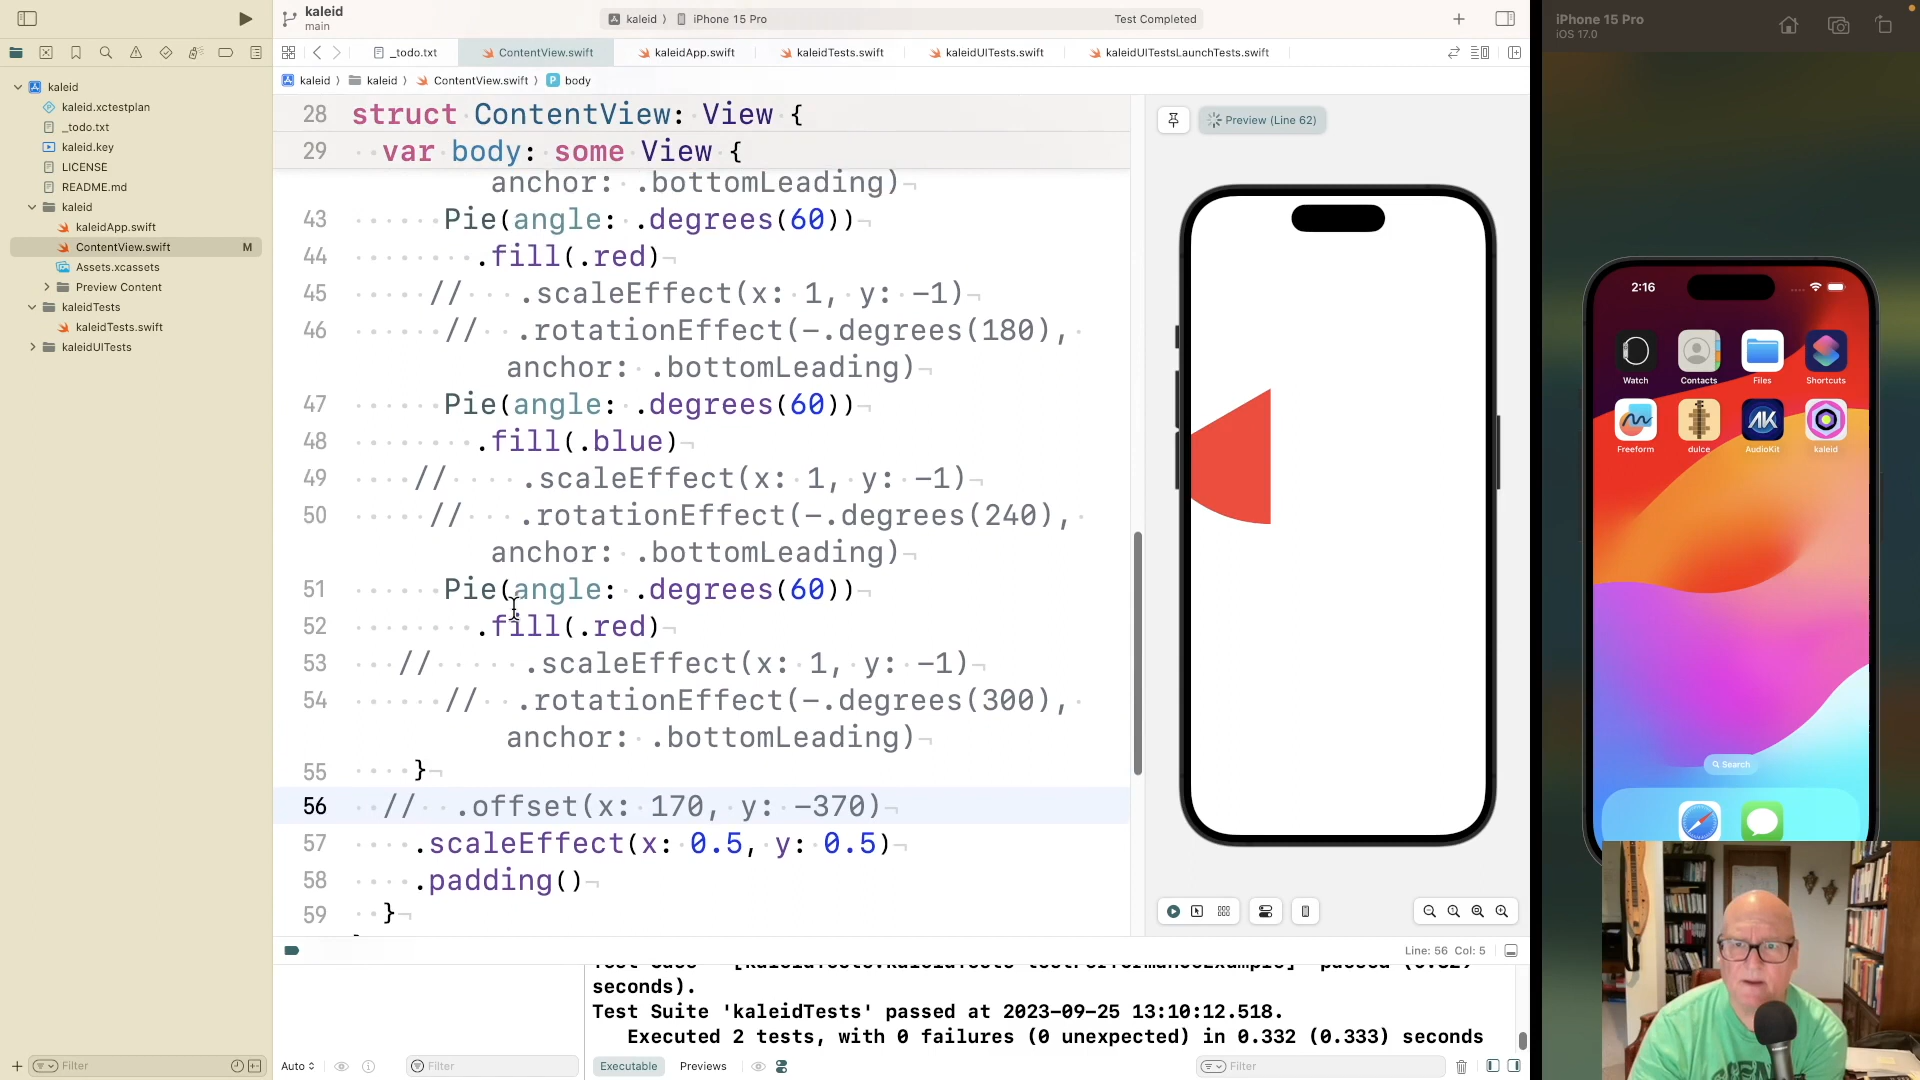 kaleid
main
kaleid ⟩ iPhone 15 Pro
Test Completed
iPhone 15 Pro
iOS 17.0
_todo.txt
ContentView.swift
kaleidApp.swift
kaleidTests.swift
kaleidUITests.swift
kaleidUITestsLaunchTests.swift
kaleid ⟩ kaleid ⟩ ContentView.swift ⟩ P body
kaleid
kaleid.xctestplan
_todo.txt
kaleid.key
LICENSE
README.md
kaleid
kaleidApp.swift
ContentView.swift M
Assets.xcassets
Preview Content
kaleidTests
kaleidTests.swift
kaleidUITests
28 struct ContentView: View {
29 var body: some View {
anchor: .bottomLeading)
43 Pie(angle: .degrees(60))
44 .fill(.red)
45 // .scaleEffect(x: 1, y: -1)
46 // .rotationEffect(-.degrees(180),
anchor: .bottomLeading)
47 Pie(angle: .degrees(60))
48 .fill(.blue)
49 // .scaleEffect(x: 1, y: -1)
50 // .rotationEffect(-.degrees(240),
anchor: .bottomLeading)
51 Pie(angle: .degrees(60))
52 .fill(.red)
53 // .scaleEffect(x: 1, y: -1)
54 // .rotationEffect(-.degrees(300),
anchor: .bottomLeading)
55 }
56 // .offset(x: 170, y: -370)
57 .scaleEffect(x: 0.5, y: 0.5)
58 .padding()
59 }
Preview (Line 62)
2:16
Watch
Contacts
Files
Shortcuts
Freeform
dulce
AudioKit
kaleid
Search
Line: 56 Col: 5
seconds).
Test Suite 'kaleidTests' passed at 2023-09-25 13:10:12.518.
Executed 2 tests, with 0 failures (0 unexpected) in 0.332 (0.333) seconds
Filter
Auto
Filter
Executable
Previews
Filter